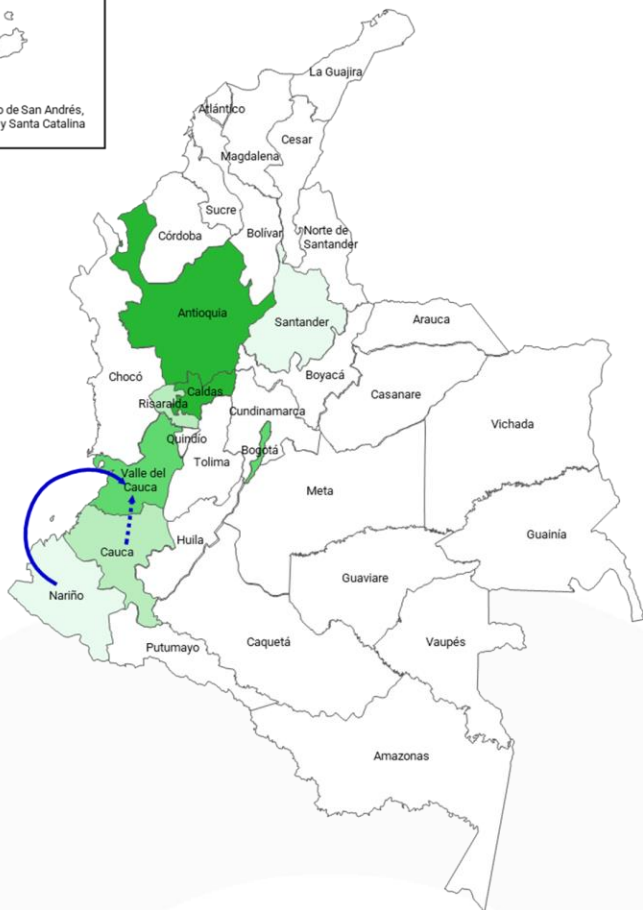 o de San Andrés,
y Santa Catalina
La Guajira
Atlántico
Cesar
Magdalena
Sucre
Córdoba
Bolívar
Norte de
Santander
Antioquia
Santander
Arauca
Chocó
Boyacá
Caldas
Casanare
Risaralda
Cundinamarca
Vichada
Quindío
Bogotá
Tolima
Valle del
Cauca
Meta
Guainía
Huila
Cauca
Guaviare
Nariño
Putumayo
Caquetá
Vaupés
Amazonas